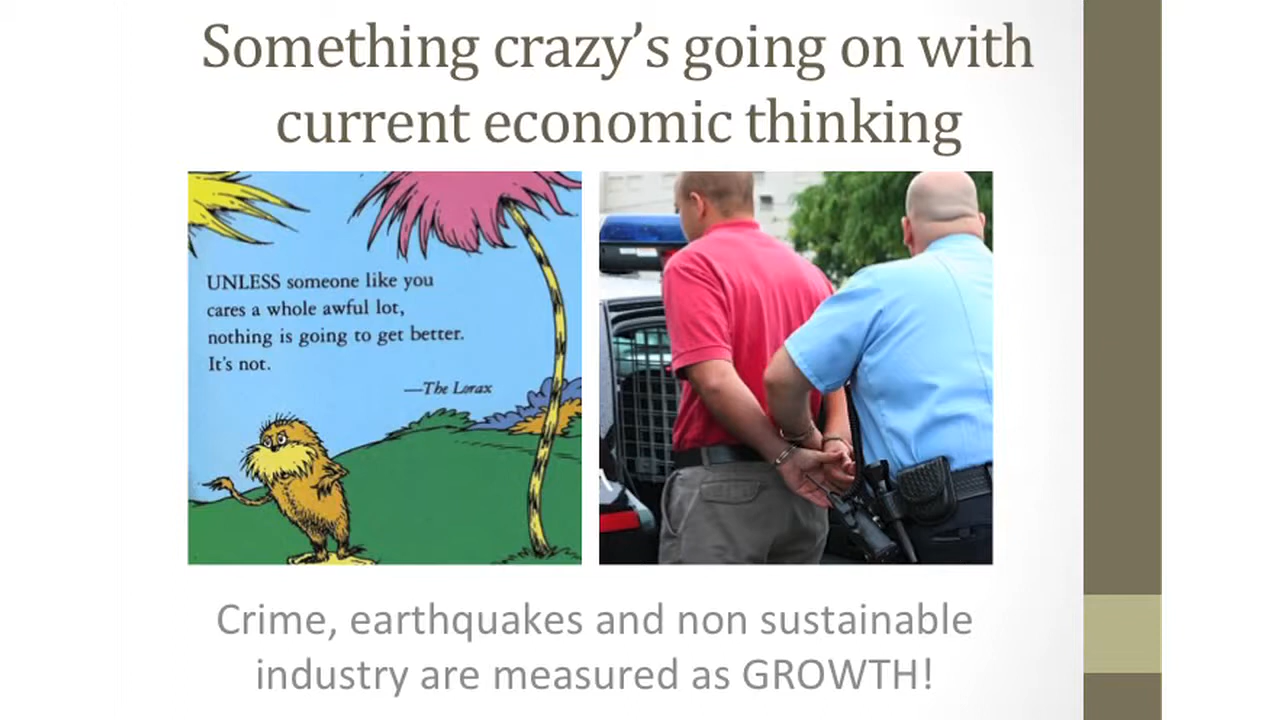 Something crazy’s going on with
current economic thinking
UNLESS someone like you
cares a whole awful lot,
nothing is going to get better.
It's not.
—The Lorax
Crime, earthquakes and non sustainable
industry are measured as GROWTH!